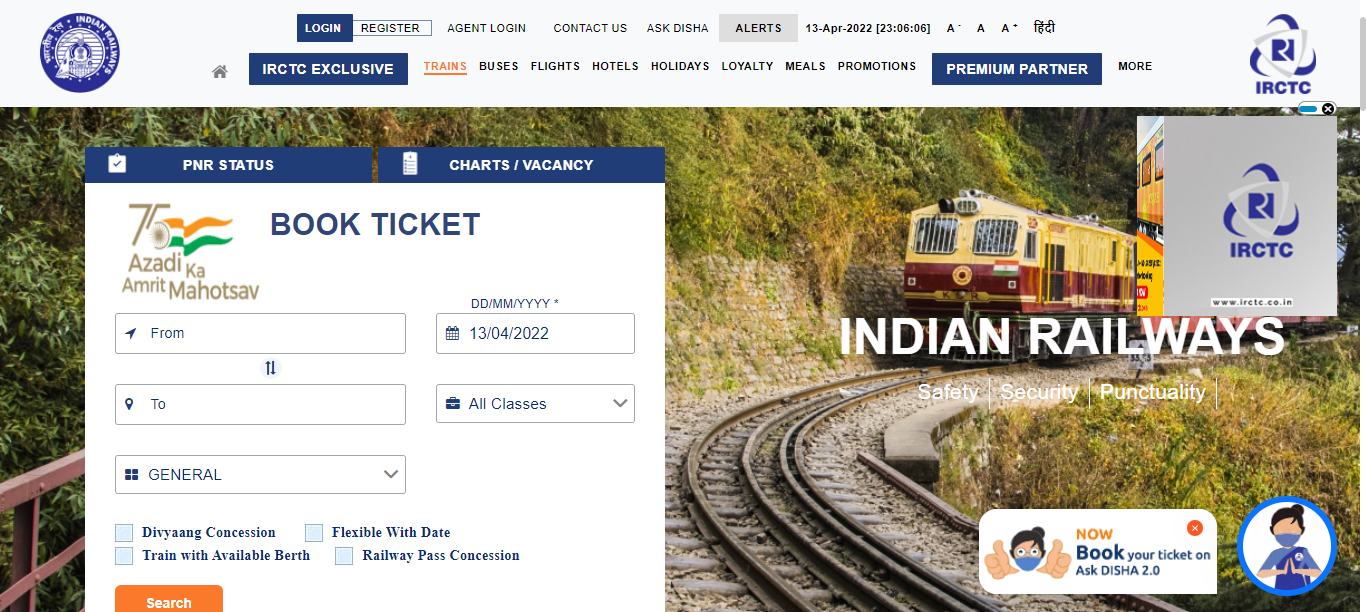 LOGIN REGISTER AGENT LOGIN CONTACT US ASK DISHA ALERTS 13-Apr-2022 [23:06:06] A - A A + हिंदी
भारतीय रेल INDIAN RAILWAYS
IRCTC EXCLUSIVE TRAINS BUSES FLIGHTS HOTELS HOLIDAYS LOYALTY MEALS PROMOTIONS PREMIUM PARTNER MORE
IRCTC
PNR STATUS CHARTS / VACANCY
75
Azadi Ka
Amrit Mahotsav
BOOK TICKET
DD/MM/YYYY *
From 13/04/2022
To All Classes
GENERAL
Divyaang Concession Flexible With Date
Train with Available Berth Railway Pass Concession
Search
IRCTC
www.irctc.co.in
INDIAN RAILWAYS
Safety Security Punctuality
NOW
Book your ticket on
Ask DISHA 2.0